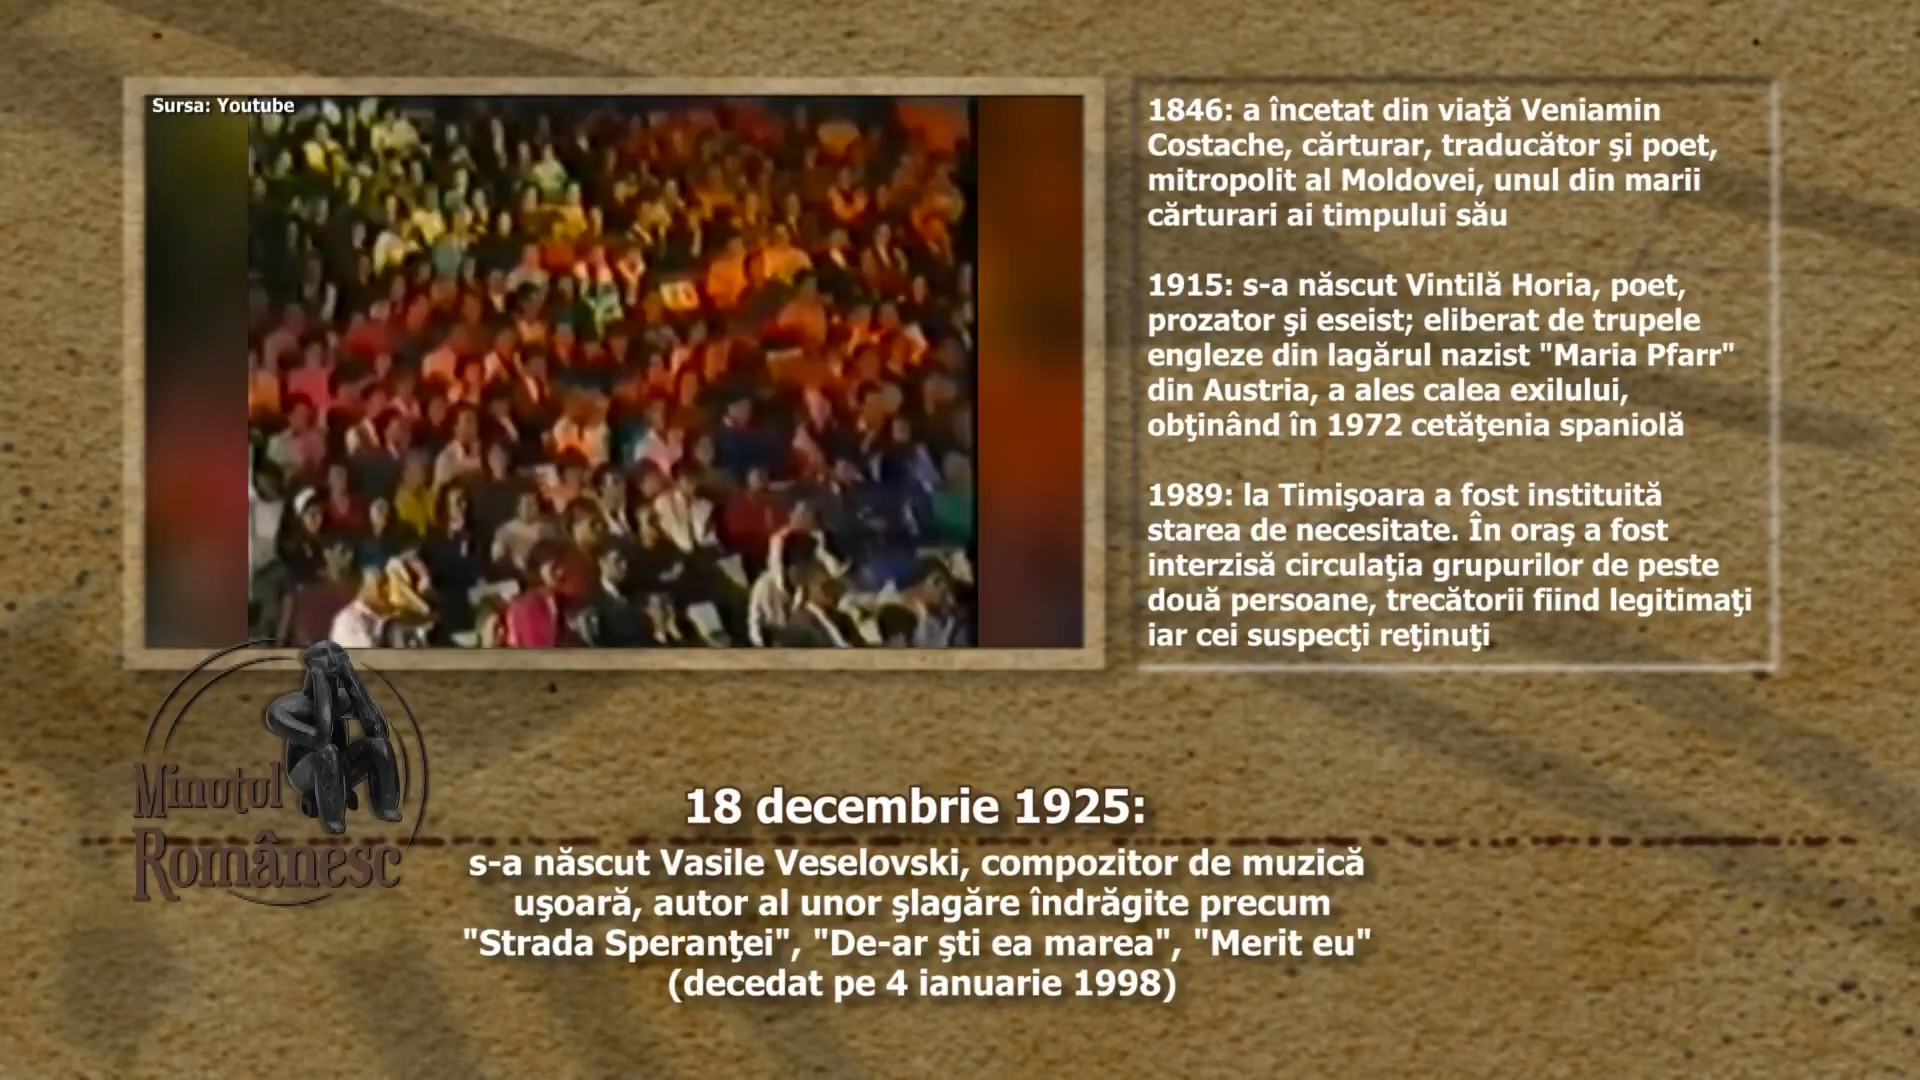 Sursa: Youtube
1846: a încetat din viaţă Veniamin
Costache, cărturar, traducător şi poet,
mitropolit al Moldovei, unul din marii
cărturari ai timpului său
1915: s-a născut Vintilă Horia, poet,
prozator şi eseist; eliberat de trupele
engleze din lagărul nazist "Maria Pfarr"
din Austria, a ales calea exilului,
obţinând în 1972 cetăţenia spaniolă
1989: la Timişoara a fost instituită
starea de necesitate. În oraş a fost
interzisă circulaţia grupurilor de peste
două persoane, trecătorii fiind legitimaţi
iar cei suspecţi reţinuţi
Minutul
Românesc
18 decembrie 1925:
s-a născut Vasile Veselovski, compozitor de muzică
uşoară, autor al unor şlagăre îndrăgite precum
"Strada Speranţei", "De-ar şti ea marea", "Merit eu"
(decedat pe 4 ianuarie 1998)